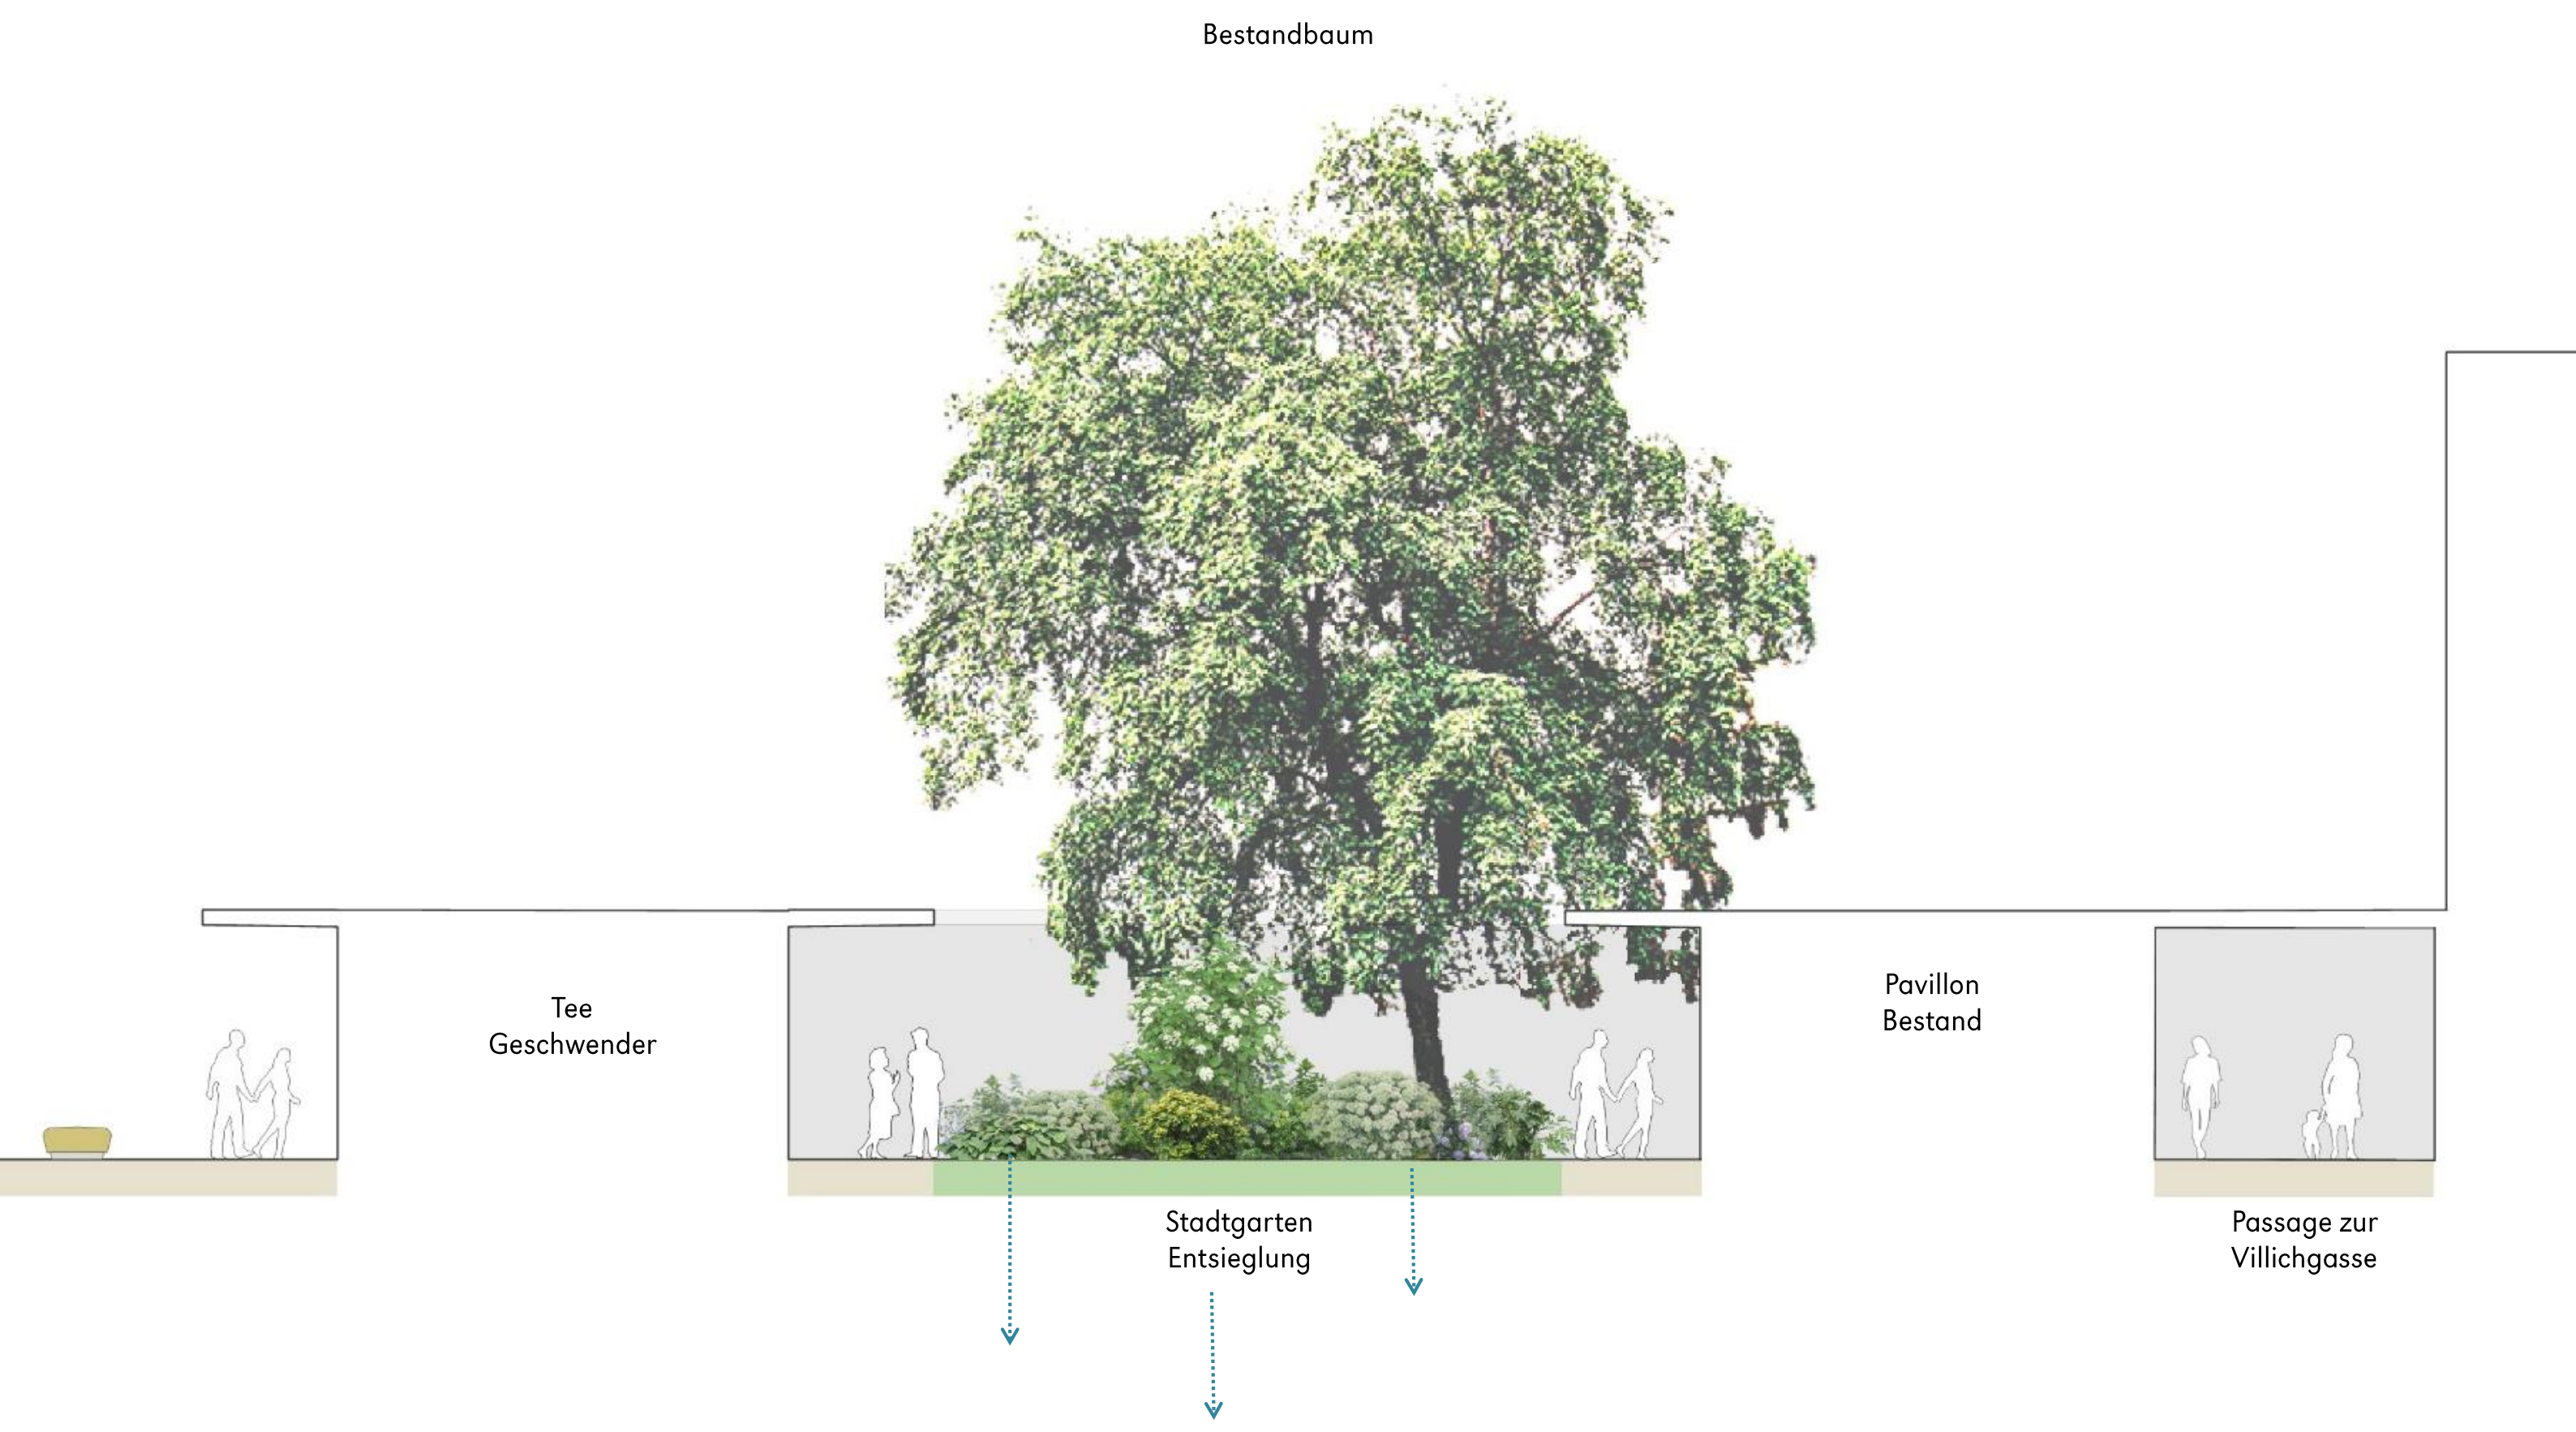 Bestandbaum
Tee
Geschwender
Pavillon
Bestand
Stadtgarten
Entsieglung
Passage zur
Villichgasse